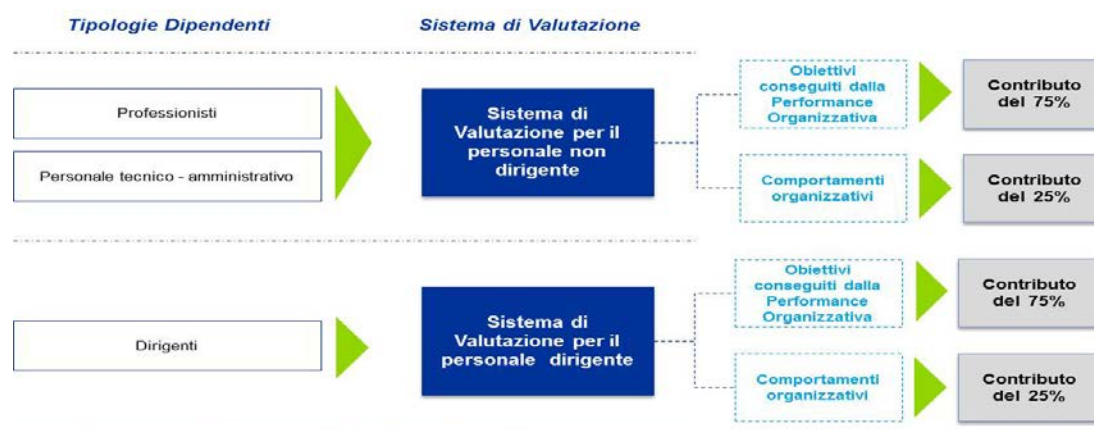 Tipologie Dipendenti
Sistema di Valutazione
Professionisti
Personale tecnico - amministrativo
Sistema di
Valutazione per il
personale non
dirigente
Obiettivi
conseguiti dalla
Performance
Organizzativa
Contributo
del 75%
Comportamenti
organizzativi
Contributo
del 25%
Dirigenti
Sistema di
Valutazione per il
personale dirigente
Obiettivi
conseguiti dalla
Performance
Organizzativa
Contributo
del 75%
Comportamenti
organizzativi
Contributo
del 25%